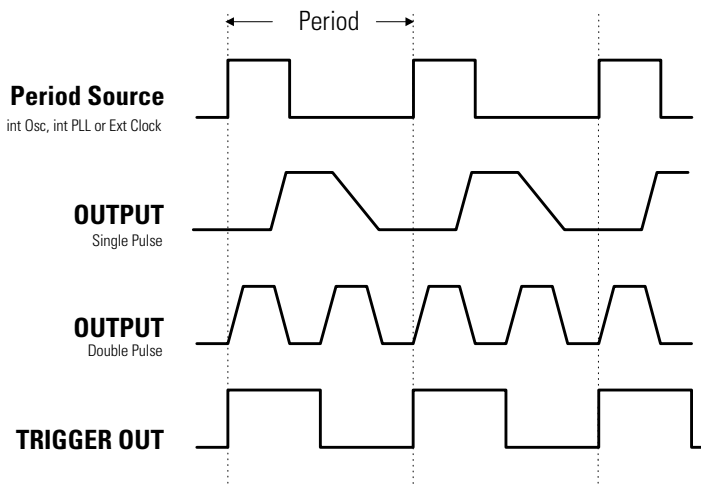 Period
Period Source
int Osc, int PLL or Ext Clock
OUTPUT
Single Pulse
OUTPUT
Double Pulse
TRIGGER OUT